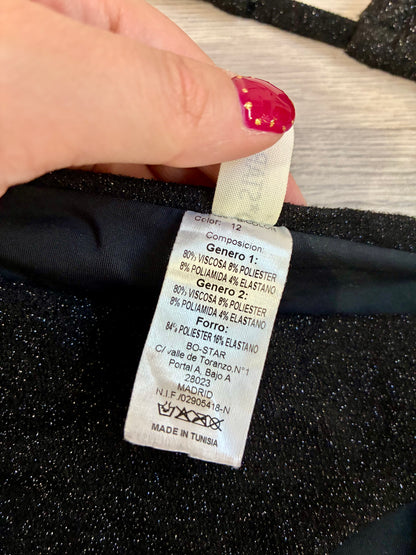 Color: 12
Composicion:
Genero 1:
80% VISCOSA 8% POLIESTER
8% POLIAMIDA 4% ELASTANO
Genero 2:
80% VISCOSA 8% POLIESTER
8% POLIAMIDA 4% ELASTANO
Forro:
84% POLIESTER 16% ELASTANO
BO-STAR
C/ valle de Toranzo, N°1
Portal A, Bajo A
28023
MADRID
N.I.F /02905418-N
MADE IN TUNISIA